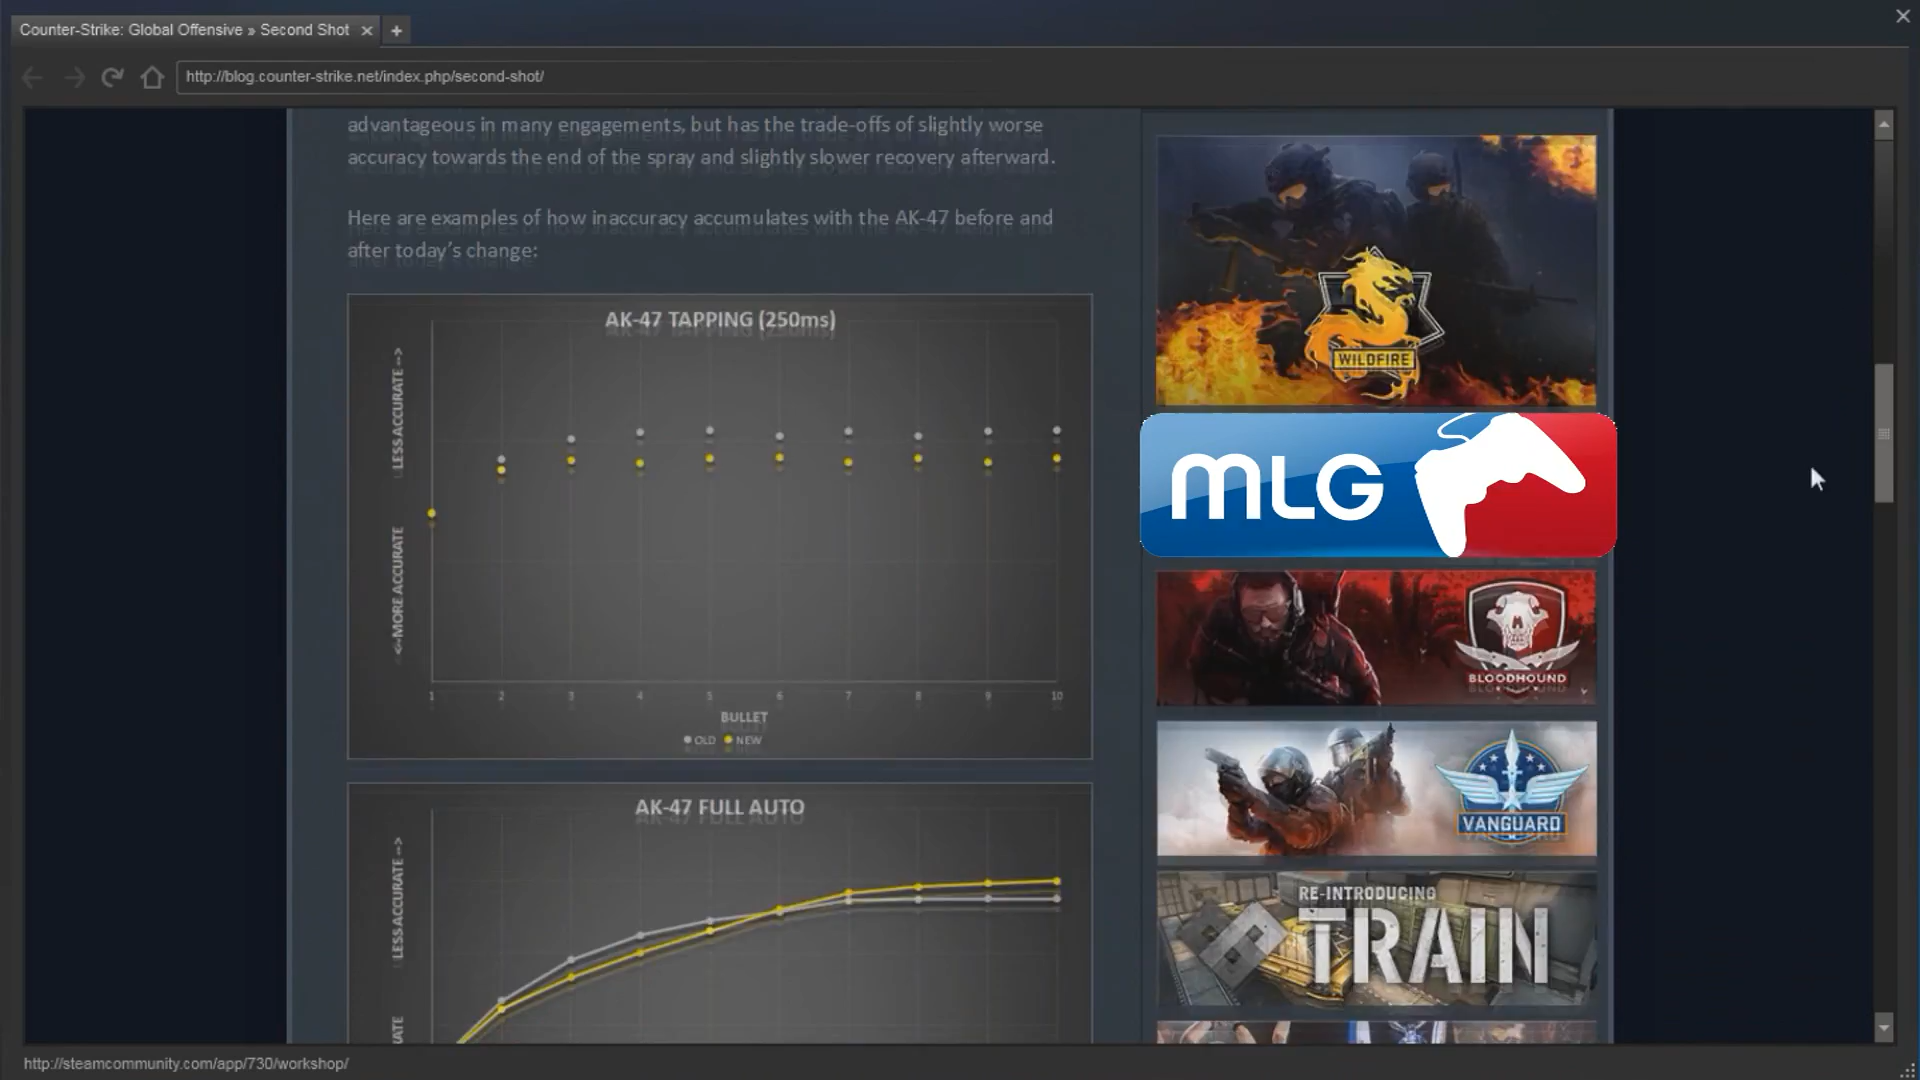 Counter-Strike: Global Offensive » Second Shot
http://blog.counter-strike.net/index.php/second-shot/
advantageous in many engagements, but has the trade-offs of slightly worse
accuracy towards the end of the spray and slightly slower recovery afterward.
Here are examples of how inaccuracy accumulates with the AK-47 before and
after today's change:
AK-47 TAPPING (250ms)
LESS ACCURATE -->
<--MORE ACCURATE
1 2 3 4 5 6 7 8 9 10
BULLET
OLD NEW
AK-47 FULL AUTO
LESS ACCURATE -->
WILDFIRE
MLG
BLOODHOUND
VANGUARD
RE-INTRODUCING
TRAIN
http://steamcommunity.com/app/730/workshop/